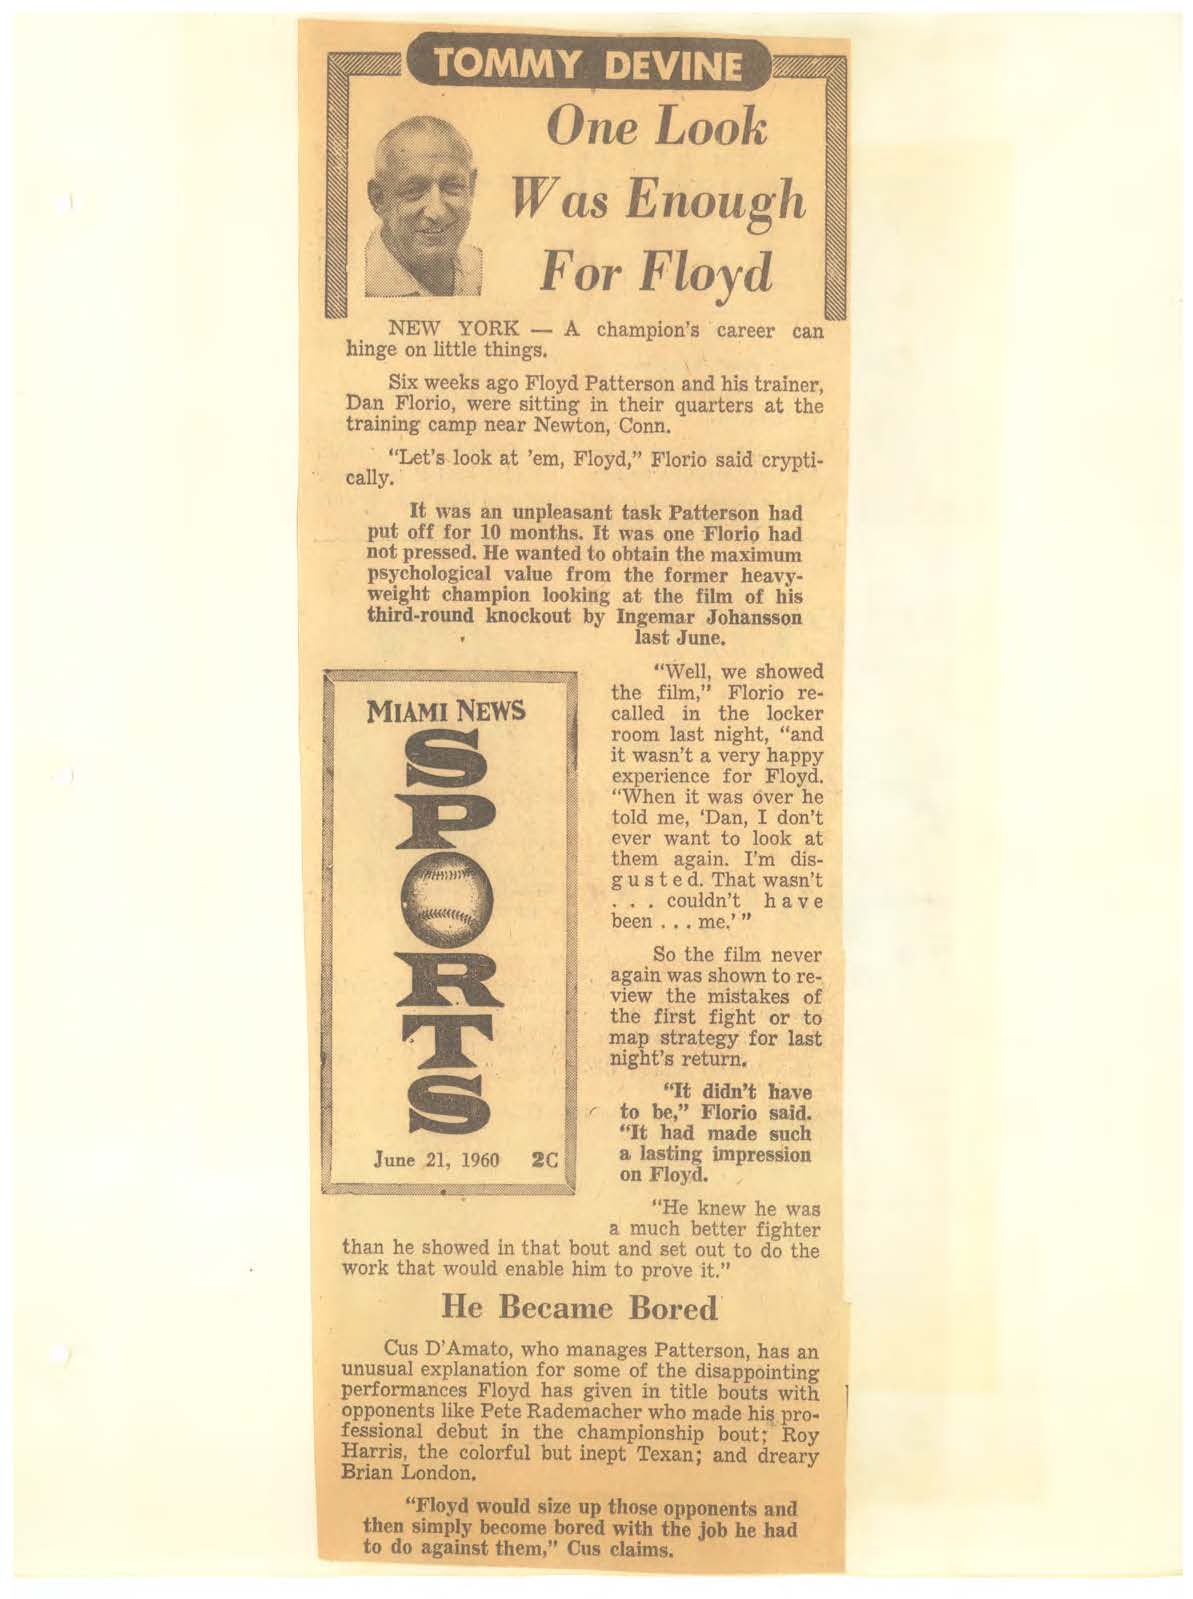 TOMMY DEVINE
One Look
Was Enough
For Floyd
NEW YORK — A champion's career can
hinge on little things.
Six weeks ago Floyd Patterson and his trainer,
Dan Florio, were sitting in their quarters at the
training camp near Newton, Conn.
"Let's look at 'em, Floyd," Florio said crypti-
cally.
It was an unpleasant task Patterson had
put off for 10 months. It was one Florio had
not pressed. He wanted to obtain the maximum
psychological value from the former heavy-
weight champion looking at the film of his
third-round knockout by Ingemar Johansson
last June.
"Well, we showed
the film," Florio re-
called in the locker
room last night, "and
it wasn't a very happy
experience for Floyd.
"When it was over he
told me, 'Dan, I don't
ever want to look at
them again. I'm dis-
gusted. That wasn't
. . . couldn't have
been . . . me.' "
So the film never
again was shown to re-
view the mistakes of
the first fight or to
map strategy for last
night's return.
"It didn't have
to be," Florio said.
"It had made such
a lasting impression
on Floyd.
"He knew he was
a much better fighter
than he showed in that bout and set out to do the
work that would enable him to prove it."
MIAMI NEWS
SPORTS
June 21, 1960 2C
He Became Bored
Cus D'Amato, who manages Patterson, has an
unusual explanation for some of the disappointing
performances Floyd has given in title bouts with
opponents like Pete Rademacher who made his pro-
fessional debut in the championship bout; Roy
Harris, the colorful but inept Texan; and dreary
Brian London.
"Floyd would size up those opponents and
then simply become bored with the job he had
to do against them," Cus claims.